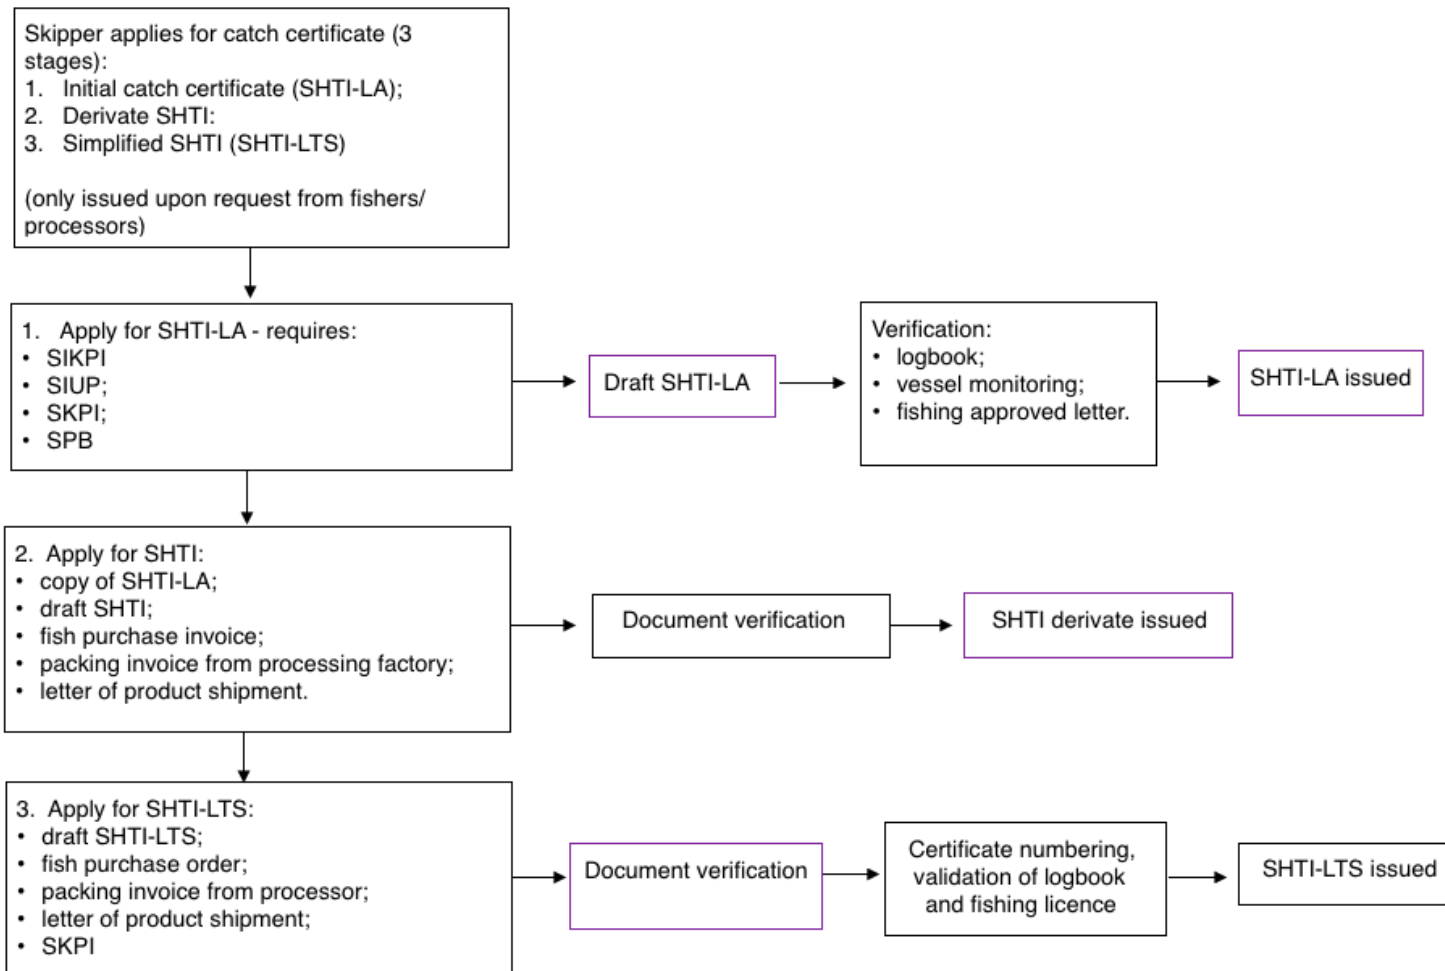 Skipper applies for catch certificate (3
stages):
1. Initial catch certificate (SHTI-LA);
2. Derivate SHTI:
3. Simplified SHTI (SHTI-LTS)
(only issued upon request from fishers/
processors)
1. Apply for SHTI-LA - requires:
• SIKPI
• SIUP;
• SKPI;
• SPB
Draft SHTI-LA
Verification:
• logbook;
• vessel monitoring;
• fishing approved letter.
SHTI-LA issued
2. Apply for SHTI:
• copy of SHTI-LA;
• draft SHTI;
• fish purchase invoice;
• packing invoice from processing factory;
• letter of product shipment.
Document verification
SHTI derivate issued
3. Apply for SHTI-LTS:
• draft SHTI-LTS;
• fish purchase order;
• packing invoice from processor;
• letter of product shipment;
• SKPI
Document verification
Certificate numbering,
validation of logbook
and fishing licence
SHTI-LTS issued